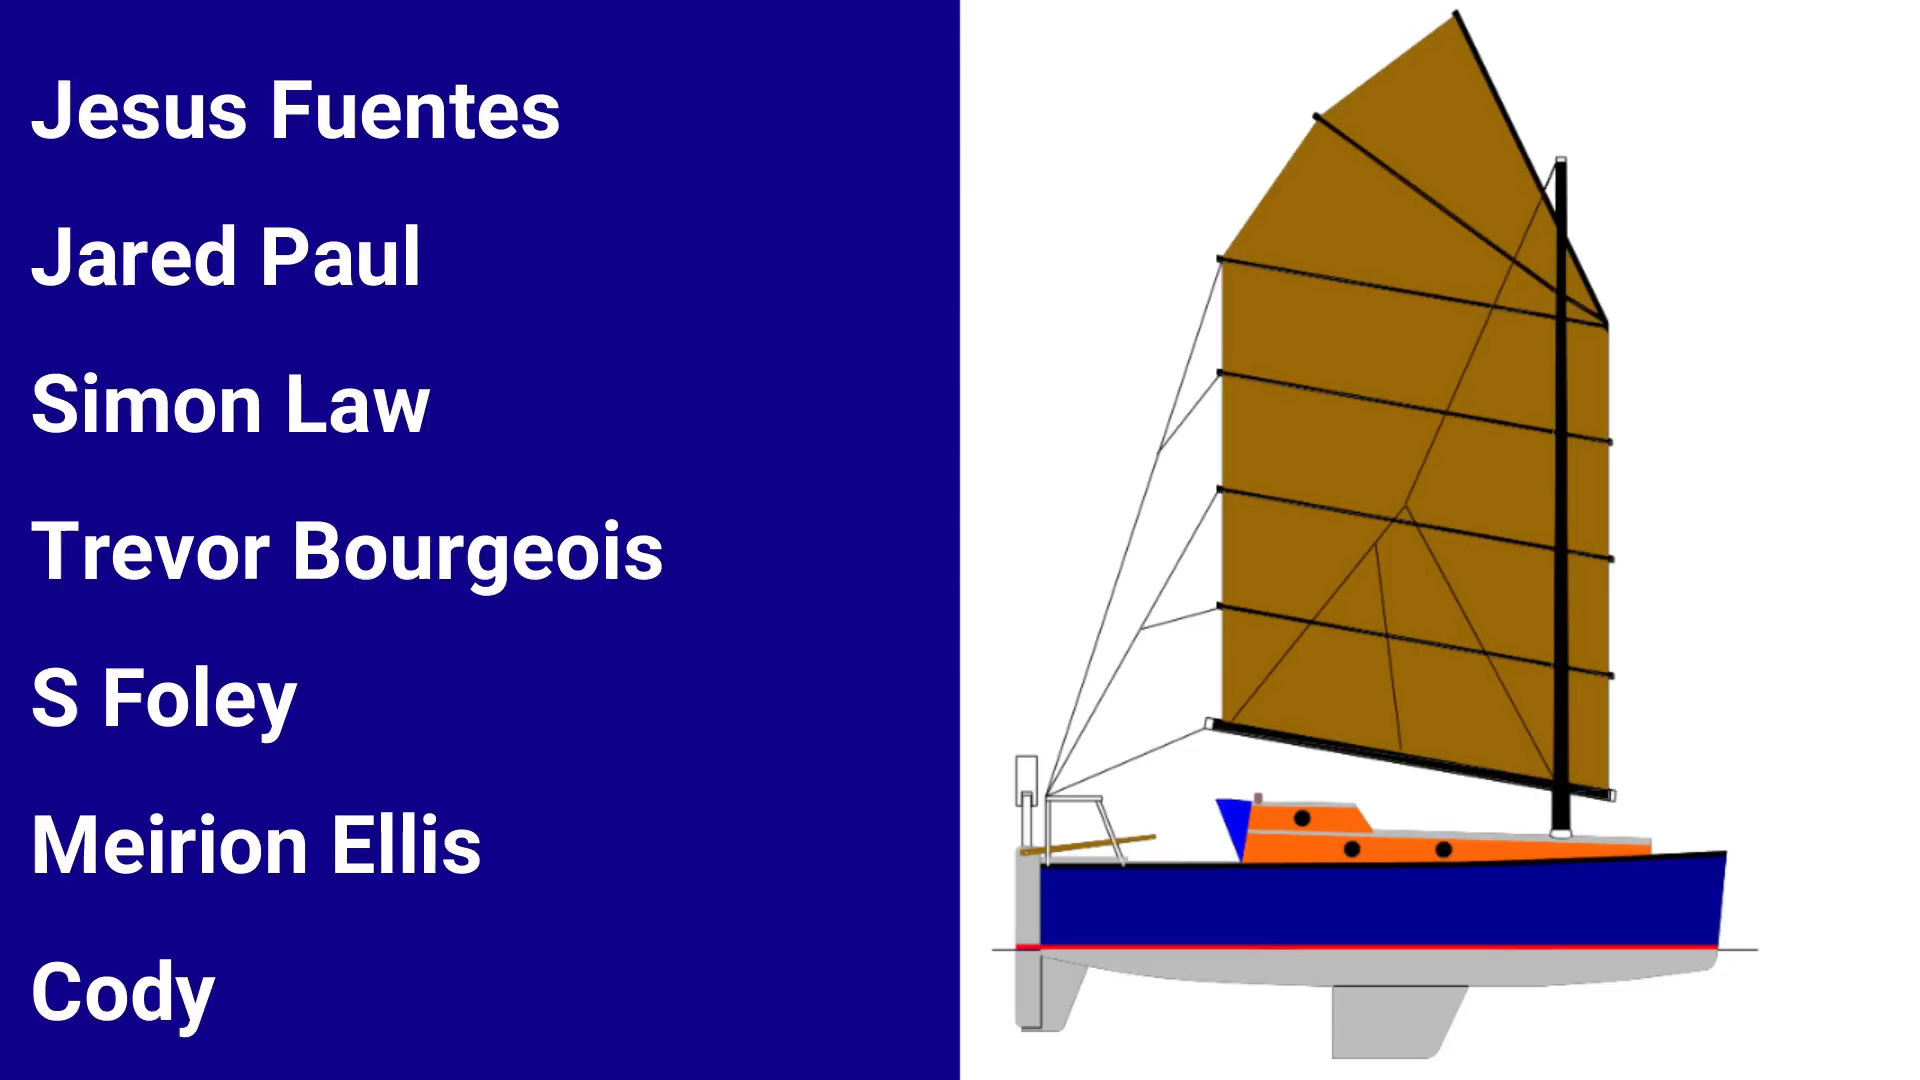 Jesus Fuentes
Jared Paul
Simon Law
Trevor Bourgeois
S Foley
Meirion Ellis
Cody